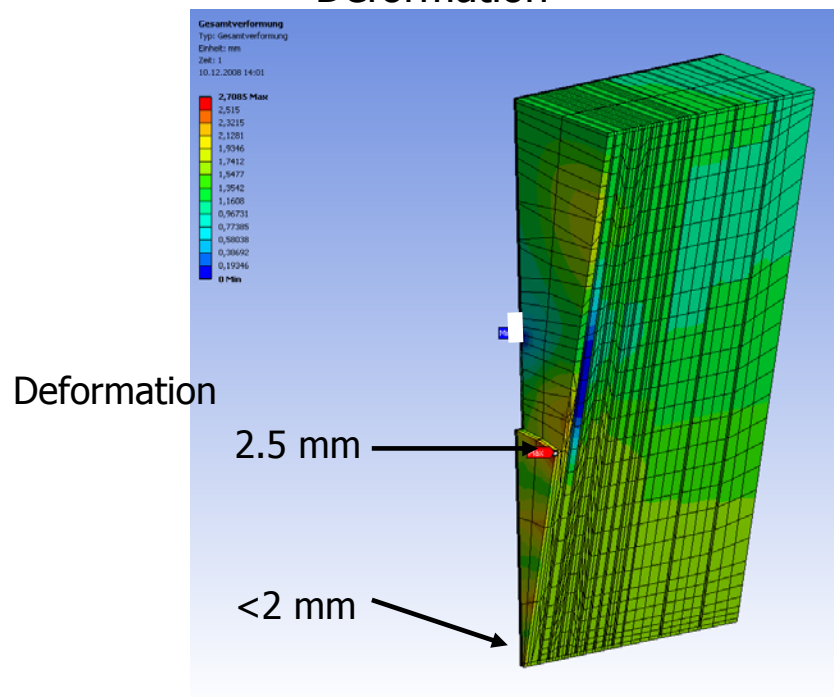 Deformation
Gesamtverformung
Typ: Gesamtverformung
Einheit: mm
Zeit: 1
10.12.2008 14:01
2,7085 Max
2,515
2,3215
2,1281
1,9346
1,7412
1,5477
1,3542
1,1608
0,96731
0,77385
0,58038
0,38692
0,19346
0 Min
Deformation
2.5 mm
Max
<2 mm